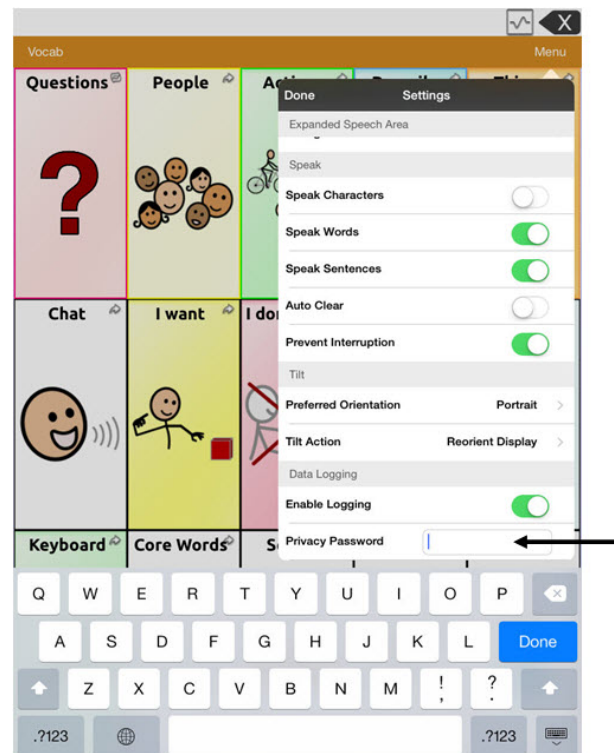 X
Vocab Menu
Questions People
Done Settings
Expanded Speech Area
Speak
Speak Characters
Speak Words
Speak Sentences
Auto Clear
Prevent Interruption
Tilt
Preferred Orientation Portrait
Tilt Action Reorient Display
Data Logging
Enable Logging
Privacy Password
Chat I want I do
Keyboard Core Words
Q W E R T Y U I O P
A S D F G H J K L Done
Z X C V B N M ! , ? .
.?123 .?123